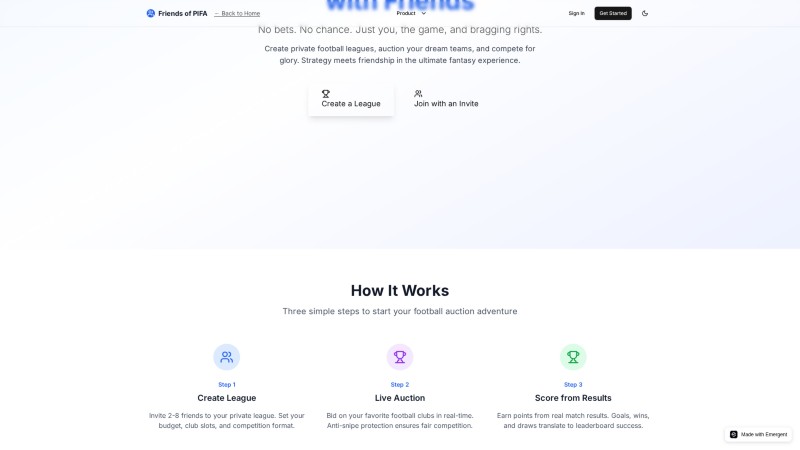 with Friends
Friends of PIFA
← Back to Home
Product
Sign In
Get Started
No bets. No chance. Just you, the game, and bragging rights.
Create private football leagues, auction your dream teams, and compete for
glory. Strategy meets friendship in the ultimate fantasy experience.
Create a League
Join with an Invite
How It Works
Three simple steps to start your football auction adventure
Step 1
Create League
Invite 2-8 friends to your private league. Set your
budget, club slots, and competition format.
Step 2
Live Auction
Bid on your favorite football clubs in real-time.
Anti-snipe protection ensures fair competition.
Step 3
Score from Results
Earn points from real match results. Goals, wins,
and draws translate to leaderboard success.
Made with Emergent